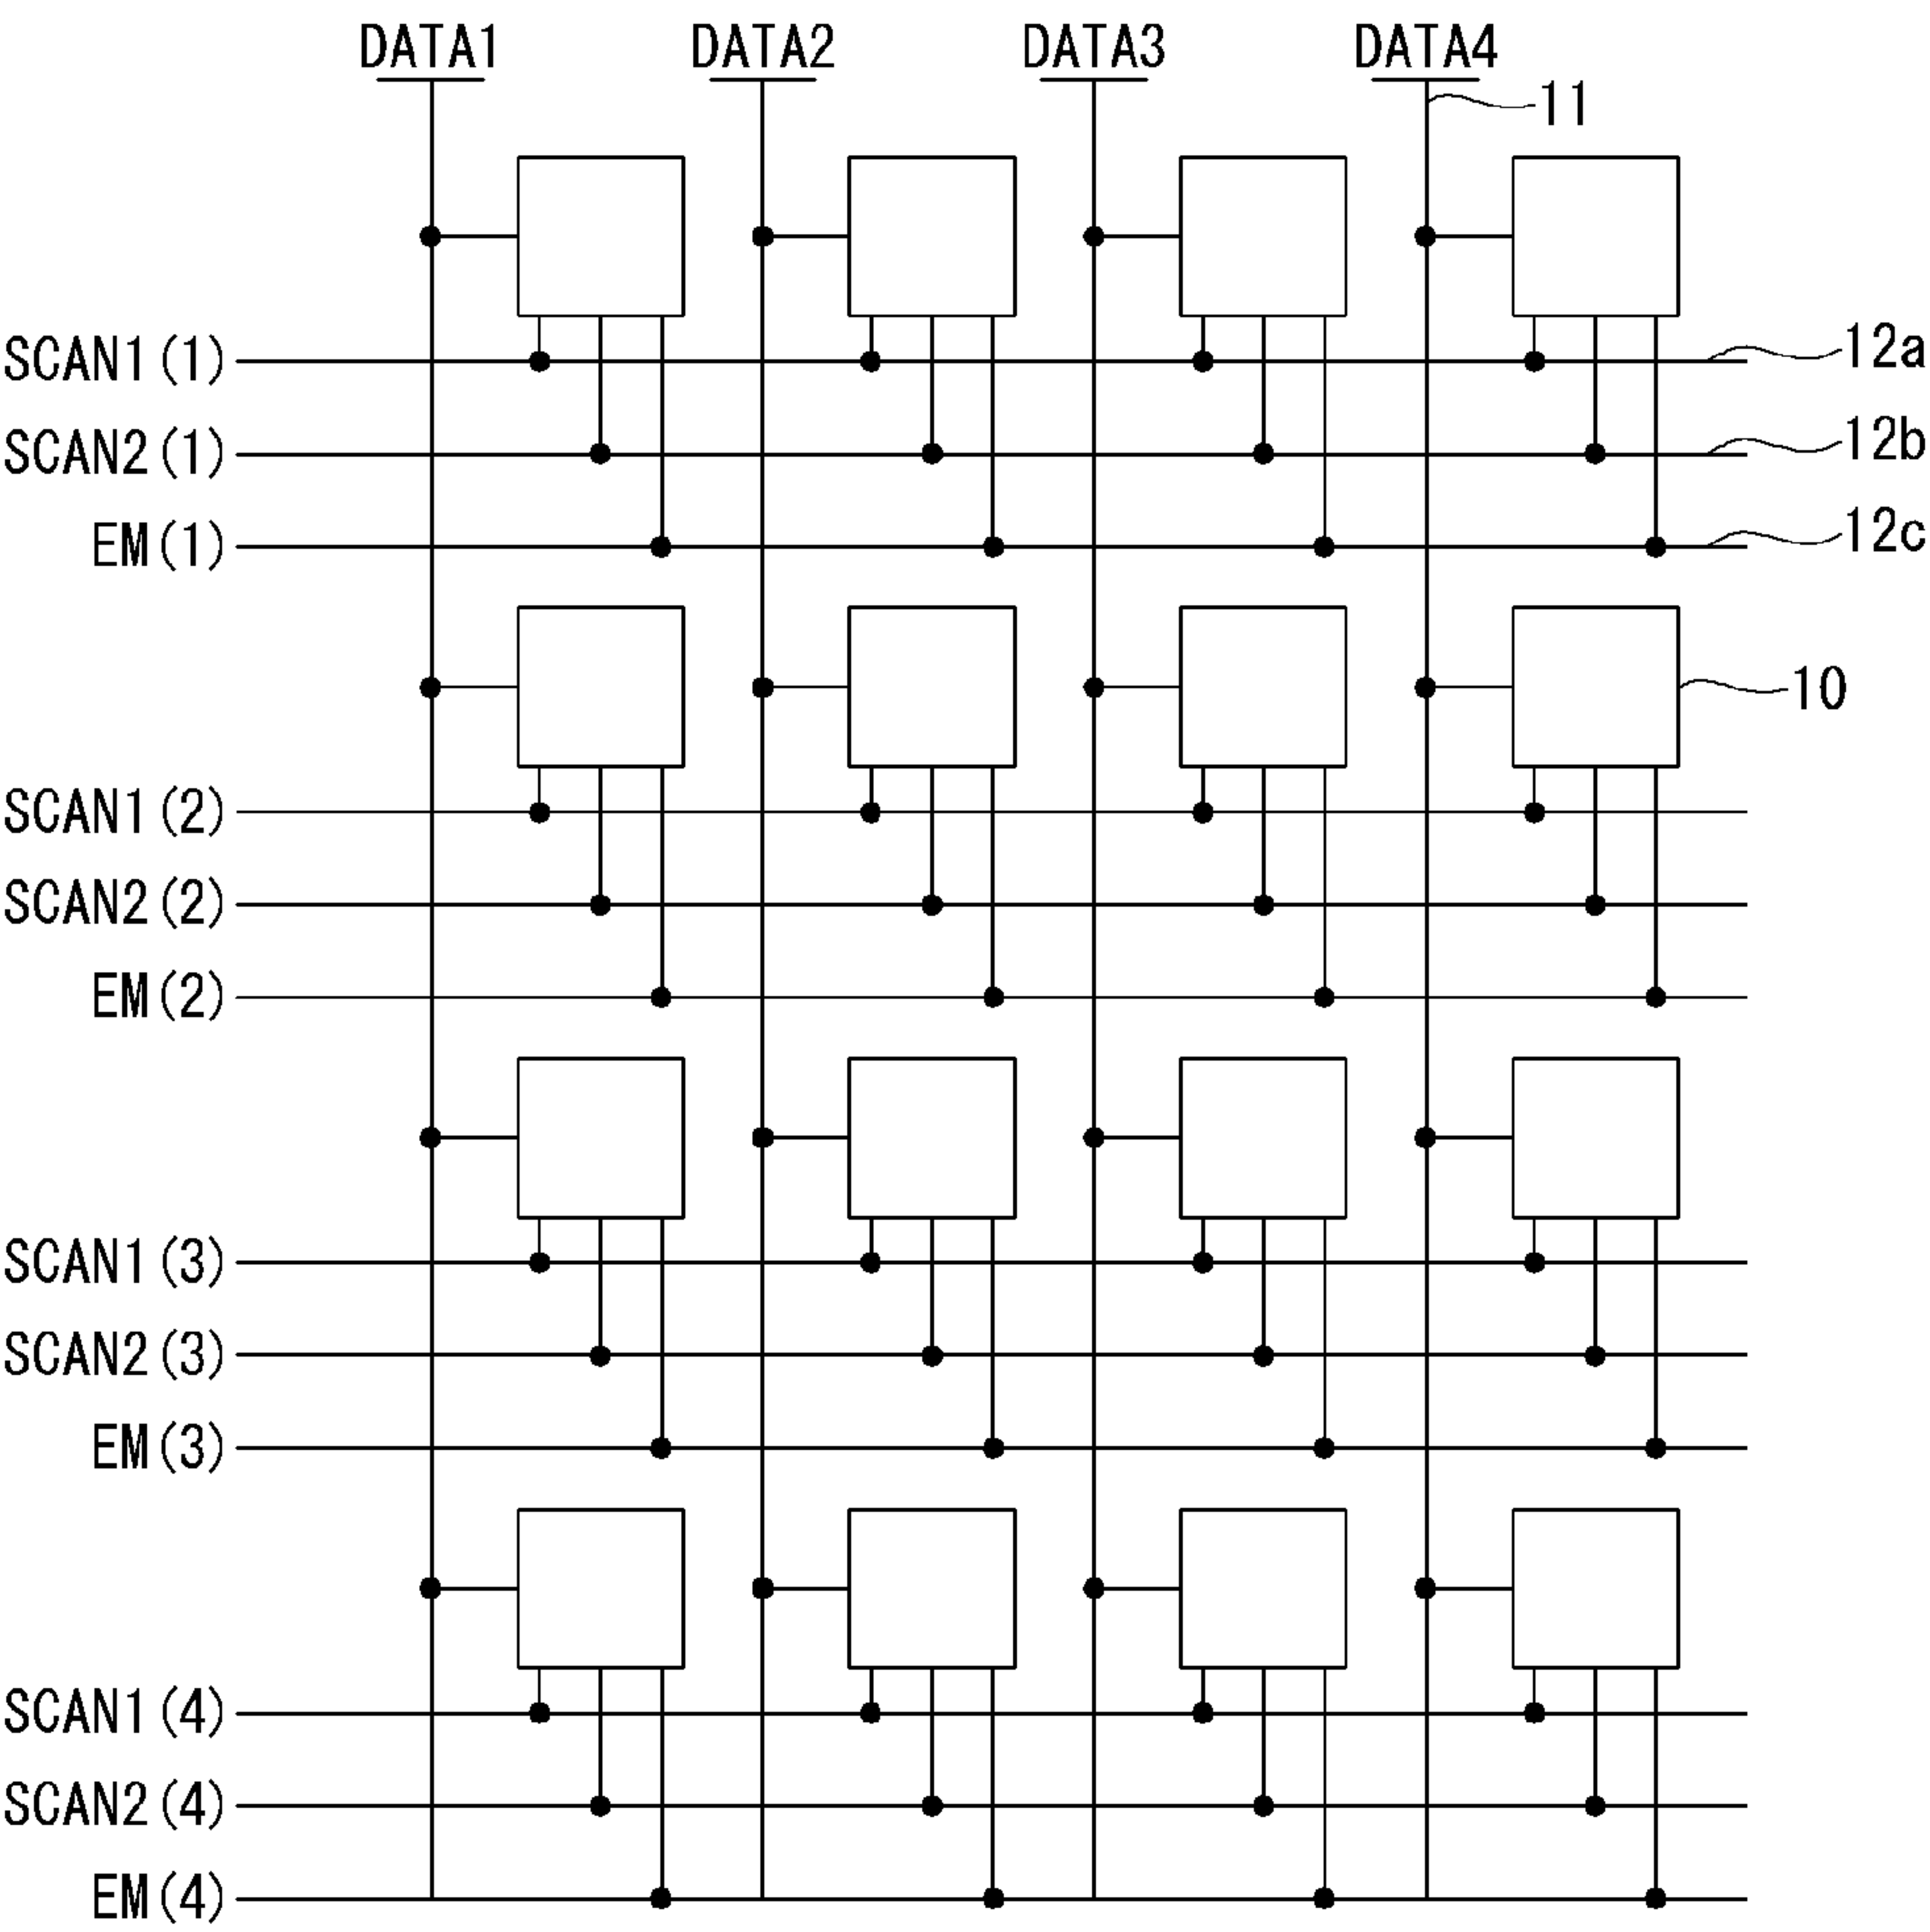 DATA1 DATA2 DATA3 DATA4
11
SCAN1(1) 12a
SCAN2(1) 12b
EM(1) 12c
10
SCAN1(2)
SCAN2(2)
EM(2)
SCAN1(3)
SCAN2(3)
EM(3)
SCAN1(4)
SCAN2(4)
EM(4)